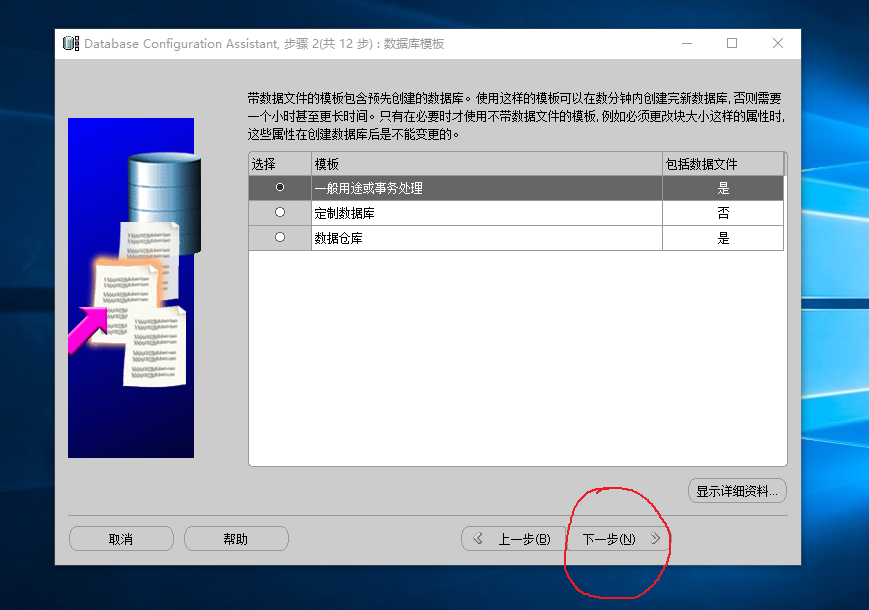 Database Configuration Assistant, 步骤 2(共 12 步) : 数据库模板
带数据文件的模板包含预先创建的数据库。使用这样的模板可以在数分钟内创建完新数据库, 否则需要
一个小时甚至更长时间。只有在必要时才使用不带数据文件的模板, 例如必须更改块大小这样的属性时,
这些属性在创建数据库后是不能变更的。
选择 模板 包括数据文件
一般用途或事务处理 是
定制数据库 否
数据仓库 是
显示详细资料...
取消 帮助 上一步(B) 下一步(N)